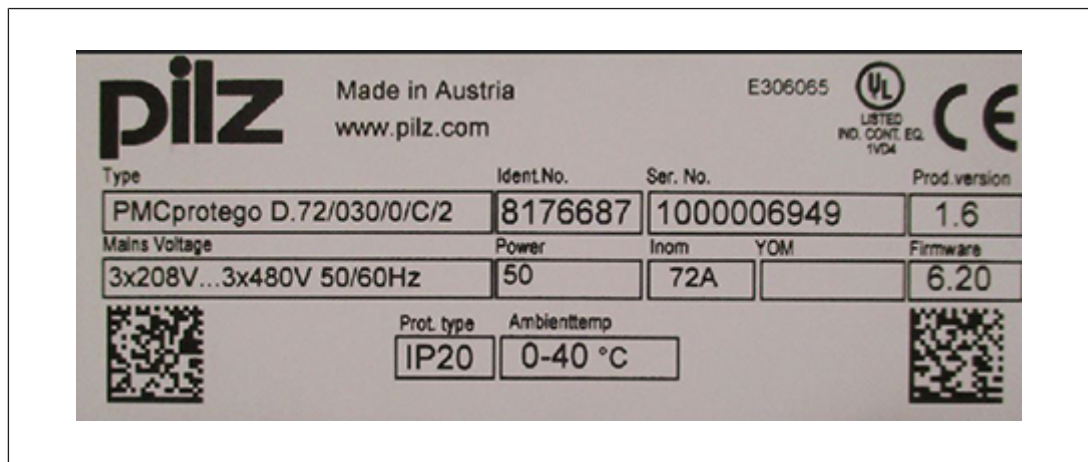 pilz
Made in Austria
www.pilz.com
E306065
UL
LISTED
IND. CONT. EQ.
1VD4
CE
Type
Ident.No.
Ser. No.
Prod.version
PMCprotego D.72/030/0/C/2
8176687
1000006949
1.6
Mains Voltage
Power
Inom
YOM
Firmware
3x208V...3x480V 50/60Hz
50
72A
6.20
Prot. type
Ambienttemp
IP20
0-40 °C